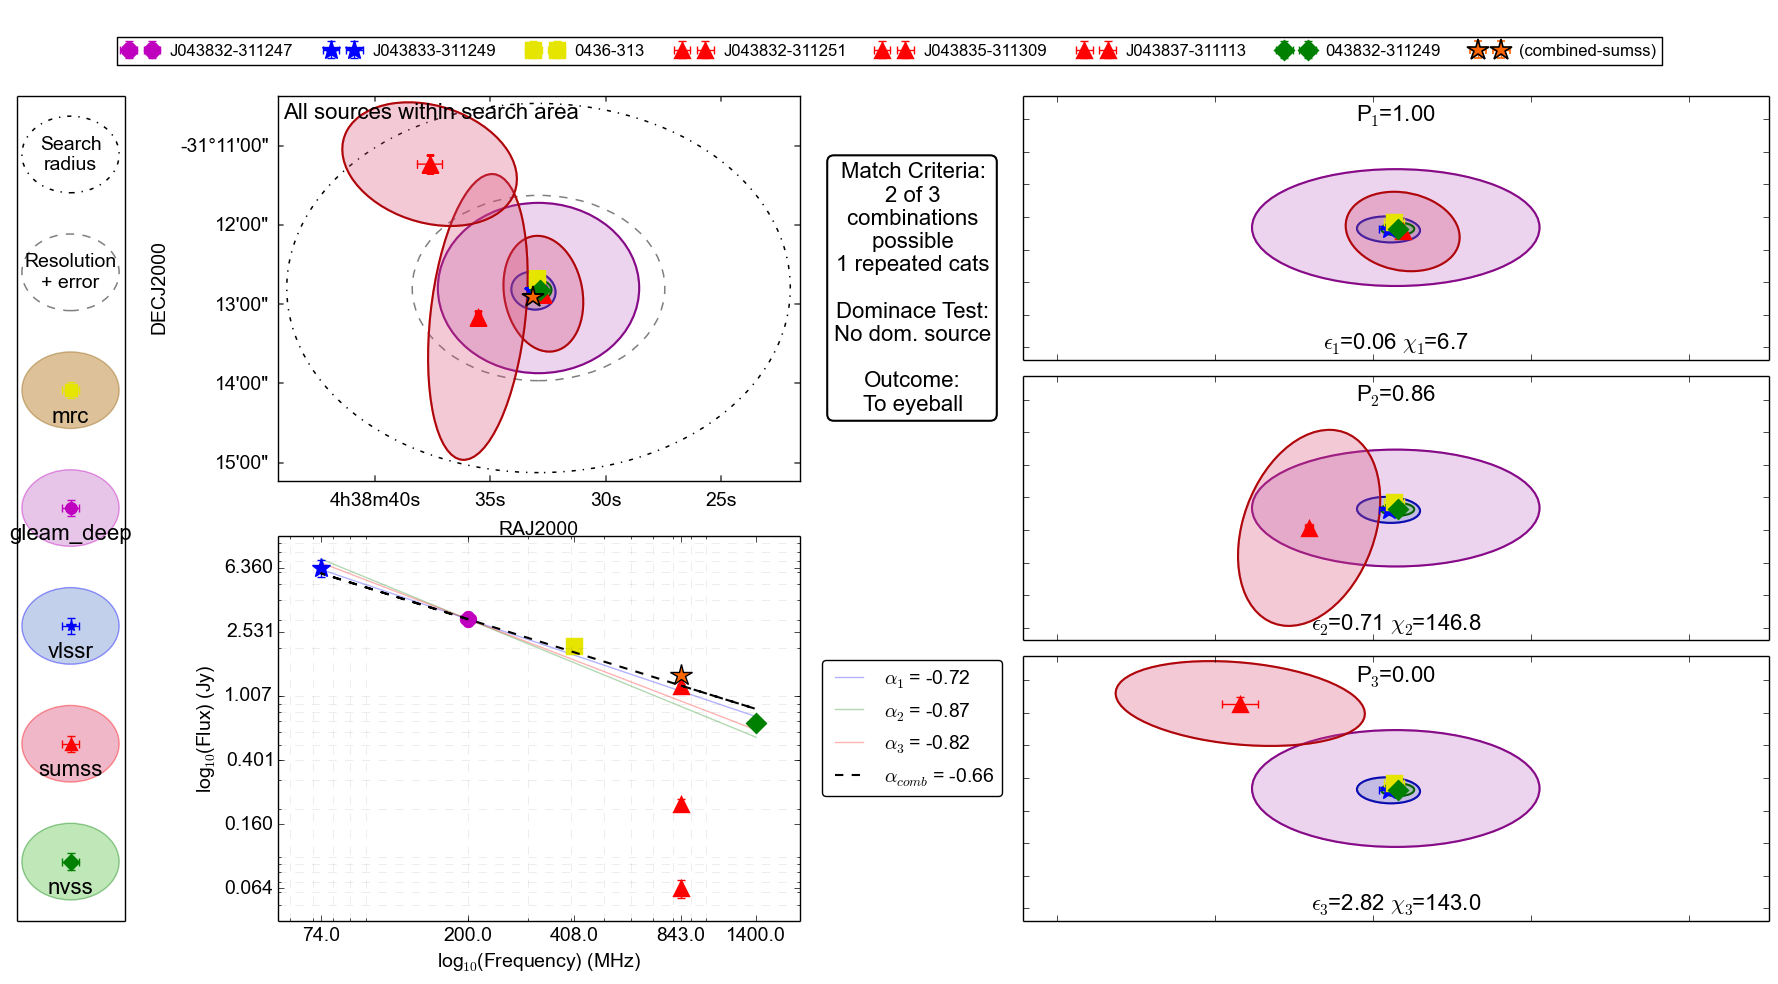 J043832-311247 J043833-311249 0436-313 J043832-311251 J043835-311309 J043837-311113 043832-311249 (combined-sumss)
Search
radius
Resolution
+ error
mrc
gleam_deep
vlssr
sumss
nvss
All sources within search area
DECJ2000
-31°11'00"
12'00"
13'00"
14'00"
15'00"
4h38m40s 35s 30s 25s
RAJ2000
Match Criteria:
2 of 3
combinations
possible
1 repeated cats
Dominace Test:
No dom. source
Outcome:
To eyeball
log₁₀(Flux) (Jy)
6.360
2.531
1.007
0.401
0.160
0.064
74.0 200.0 408.0 843.0 1400.0
log₁₀(Frequency) (MHz)
α₁ = -0.72
α₂ = -0.87
α₃ = -0.82
α_comb = -0.66
P₁=1.00
ϵ₁=0.06 χ₁=6.7
P₂=0.86
ϵ₂=0.71 χ₂=146.8
P₃=0.00
ϵ₃=2.82 χ₃=143.0